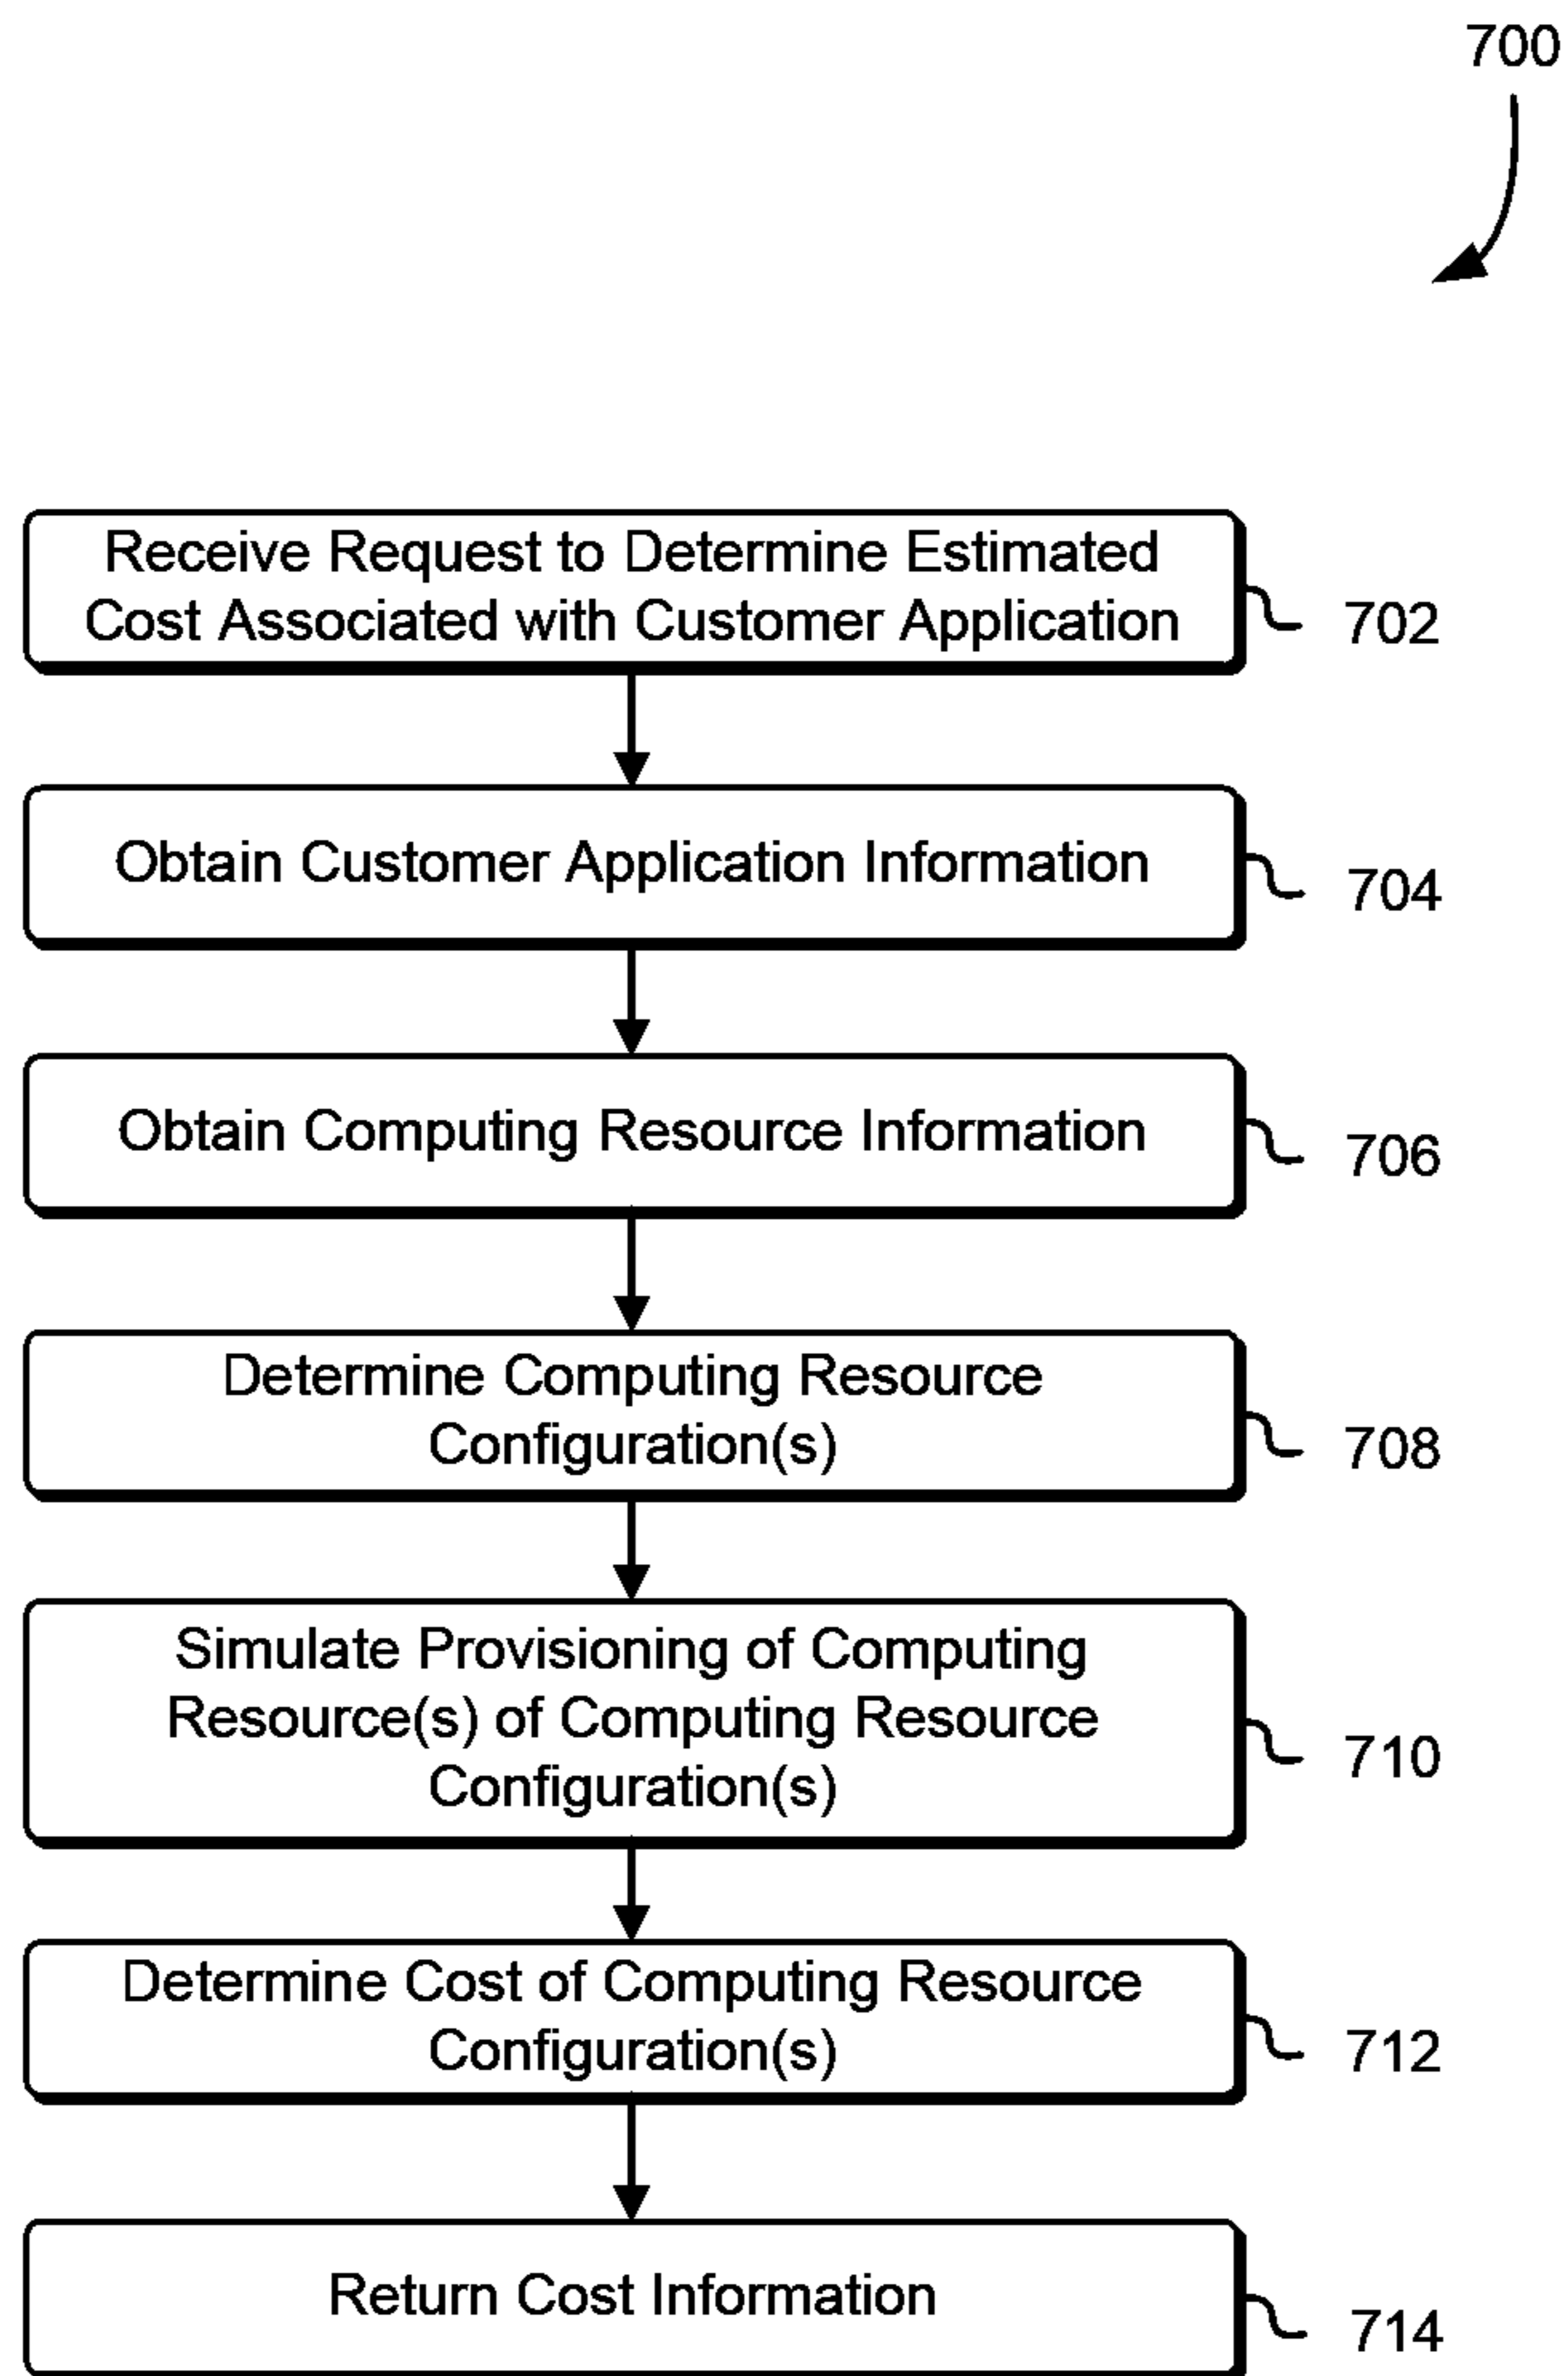 700
Receive Request to Determine Estimated
Cost Associated with Customer Application
702
Obtain Customer Application Information
704
Obtain Computing Resource Information
706
Determine Computing Resource
Configuration(s)
708
Simulate Provisioning of Computing
Resource(s) of Computing Resource
Configuration(s)
710
Determine Cost of Computing Resource
Configuration(s)
712
Return Cost Information
714